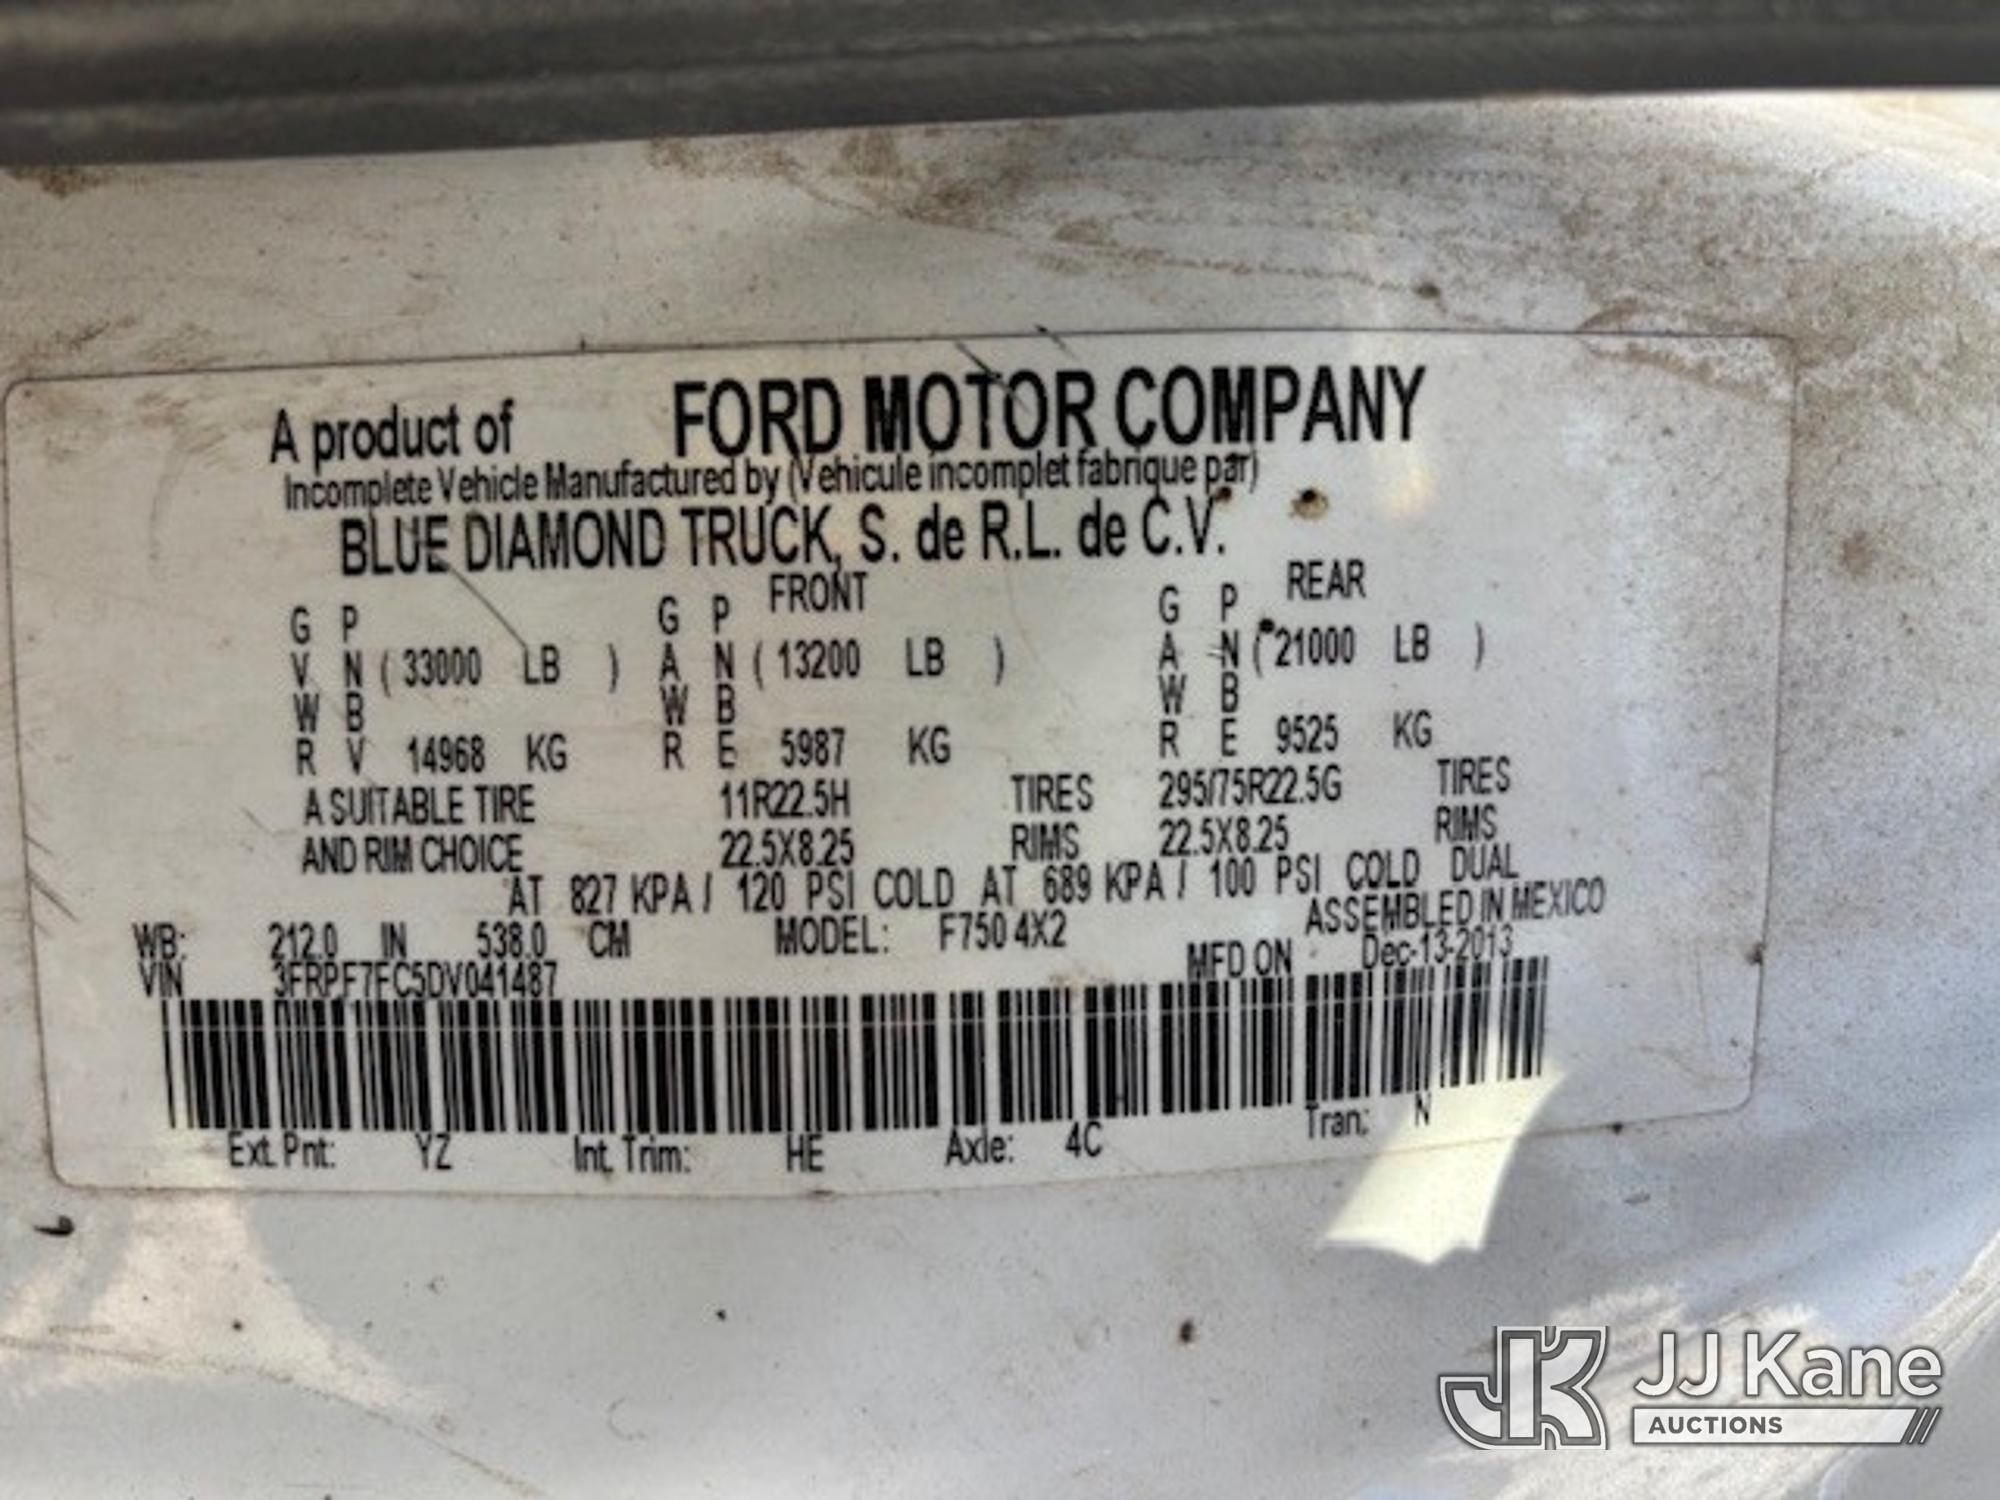 A product of FORD MOTOR COMPANY
Incomplete Vehicle Manufactured by (Vehicule incomplet fabrique par)
BLUE DIAMOND TRUCK, S. de R.L. de C.V.
FRONT REAR
G P G P G P
V N ( 33000 LB ) A N ( 13200 LB ) A N ( 21000 LB )
W B W B W B
R V 14968 KG R E 5987 KG R E 9525 KG
A SUITABLE TIRE 11R22.5H TIRES 295/75R22.5G TIRES
AND RIM CHOICE 22.5X8.25 RIMS 22.5X8.25 RIMS
AT 827 KPA / 120 PSI COLD AT 689 KPA / 100 PSI COLD DUAL
ASSEMBLED IN MEXICO
WB: 212.0 IN 538.0 CM MODEL: F750 4X2
VIN 3FRPF7FC5DV041487 MFD ON Dec-13-2013
Ext. Pnt: YZ Int. Trim: HE Axle: 4C Tran: N
JK JJ Kane
AUCTIONS